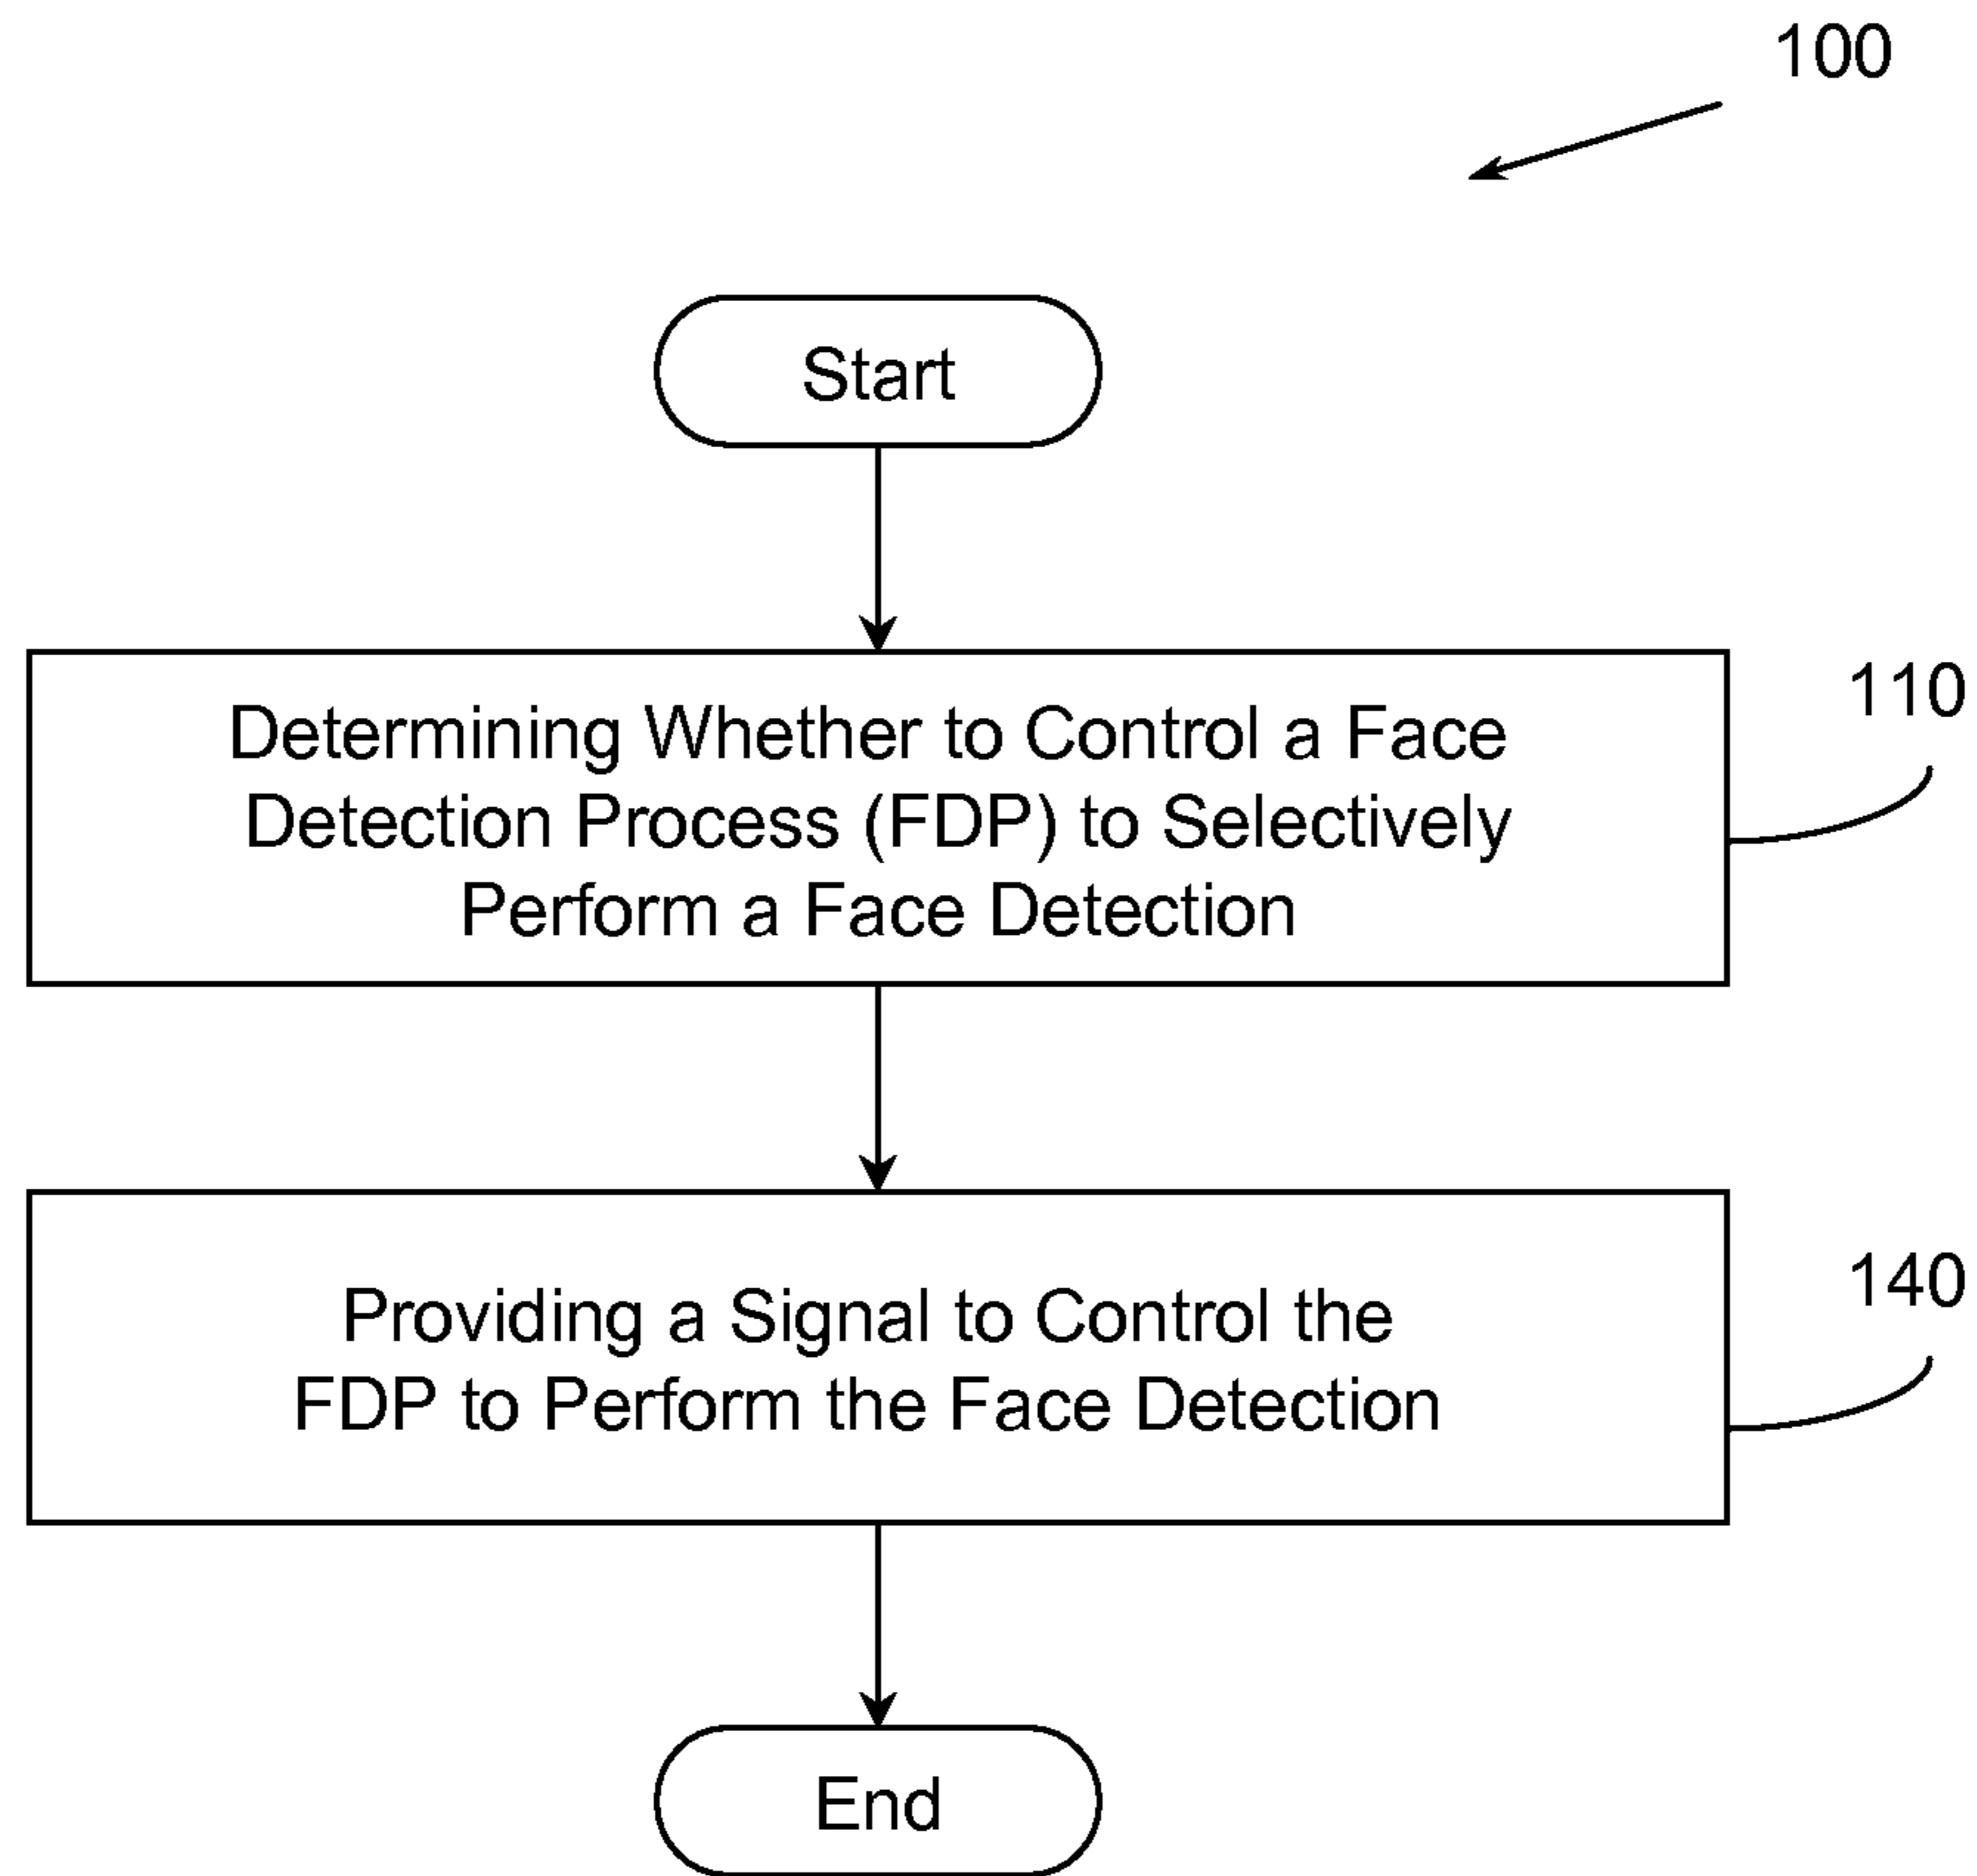 100
Start
Determining Whether to Control a Face
Detection Process (FDP) to Selectively
Perform a Face Detection
110
Providing a Signal to Control the
FDP to Perform the Face Detection
140
End